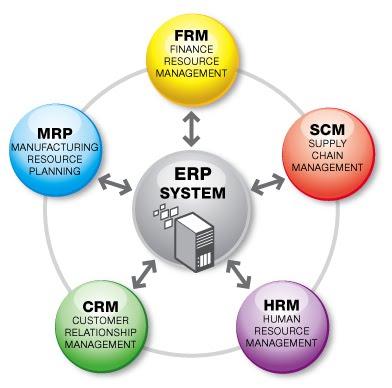 FRM
FINANCE
RESOURCE
MANAGEMENT
MRP
MANUFACTURING
RESOURCE
PLANNING
SCM
SUPPLY
CHAIN
MANAGEMENT
ERP
SYSTEM
CRM
CUSTOMER
RELATIONSHIP
MANAGEMENT
HRM
HUMAN
RESOURCE
MANAGEMENT